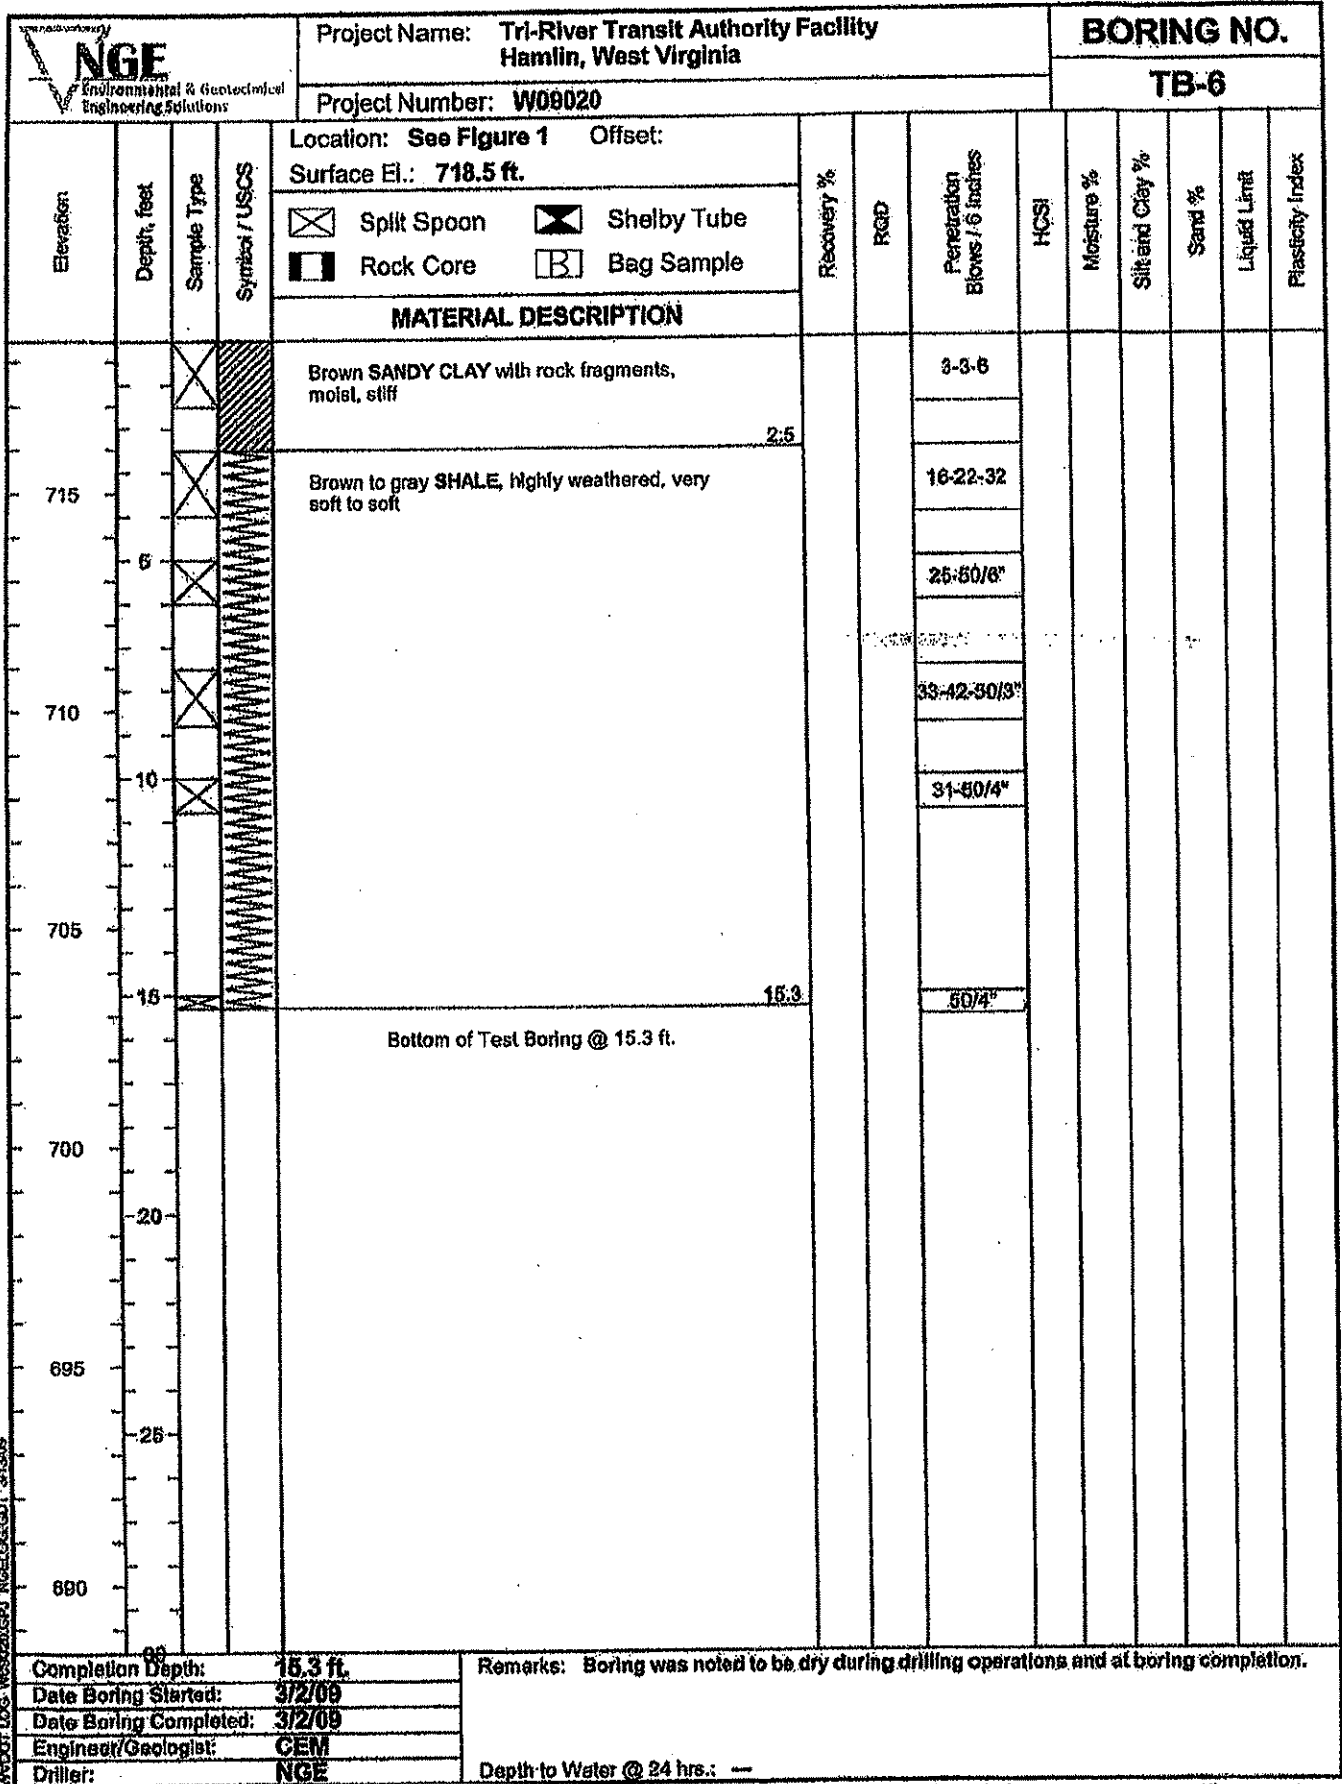 NGE
Environmental & Geotechnical
Engineering Solutions
Project Name: Tri-River Transit Authority Facility
Hamlin, West Virginia
Project Number: W09020
BORING NO.
TB-6
Elevation
Depth, feet
Sample Type
Symbol / USCS
Location: See Figure 1 Offset:
Surface El.: 718.5 ft.
Split Spoon
Shelby Tube
Rock Core
B
Bag Sample
MATERIAL DESCRIPTION
Recovery %
RQD
Penetration
Blows / 6 Inches
HCSI
Moisture %
Silt and Clay %
Sand %
Liquid Limit
Plasticity Index
Brown SANDY CLAY with rock fragments,
moist, stiff
3-3-6
2.5
Brown to gray SHALE, highly weathered, very
soft to soft
715
16-22-32
5
25-50/6"
710
33-42-50/3"
10
31-50/4"
705
15
15.3
50/4"
Bottom of Test Boring @ 15.3 ft.
700
20
695
25
690
30
Completion Depth: 15.3 ft.
Date Boring Started: 3/2/09
Date Boring Completed: 3/2/09
Engineer/Geologist: CEM
Driller: NGE
Remarks: Boring was noted to be dry during drilling operations and at boring completion.
Depth to Water @ 24 hrs.: ---